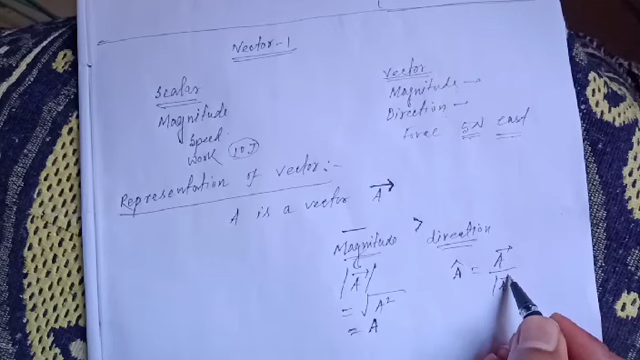 Vector-1
Scalar
Magnitude
Speed
Work 10J
Vector
Magnitude →
Direction →
Force 5N east
Representation of vector:-
A is a vector A⃗
Magnitude
|A⃗|
= √A²
= A
> direction
Â = A⃗ / |A